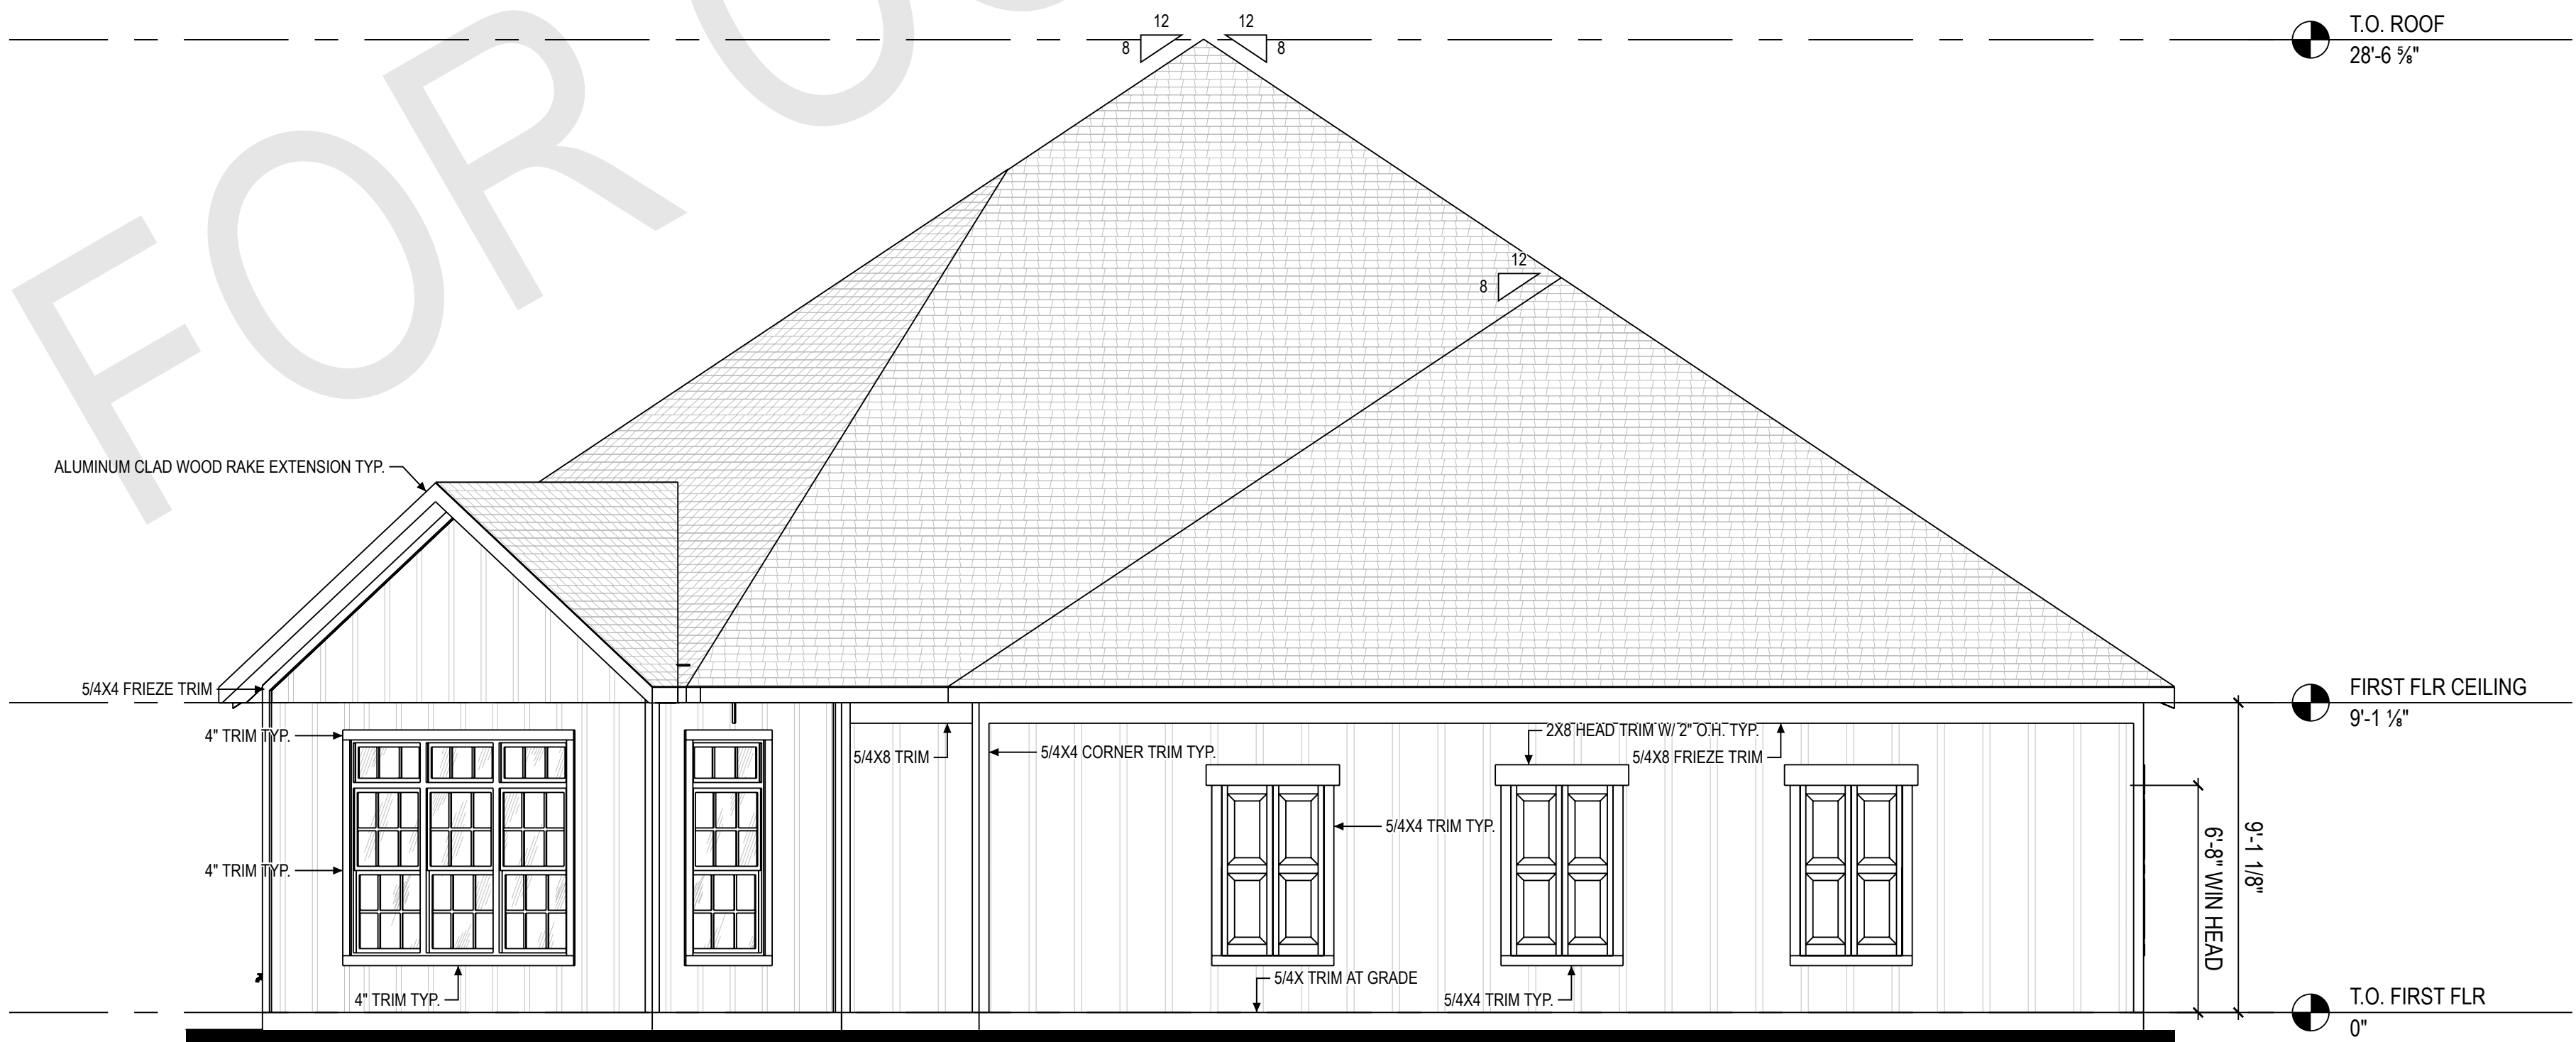 12
12
T.O. ROOF
8
8
28'-6 ⅝"
FOR
12
8
ALUMINUM CLAD WOOD RAKE EXTENSION TYP.
5/4X4 FRIEZE TRIM
FIRST FLR CEILING
9'-1 ⅛"
4" TRIM TYP.
2X8 HEAD TRIM W/ 2" O.H. TYP.
5/4X8 TRIM
5/4X4 CORNER TRIM TYP.
5/4X8 FRIEZE TRIM
5/4X4 TRIM TYP.
4" TRIM TYP.
6'-8" WIN HEAD
9'-1 1/8"
5/4X TRIM AT GRADE
4" TRIM TYP.
5/4X4 TRIM TYP.
T.O. FIRST FLR
0"